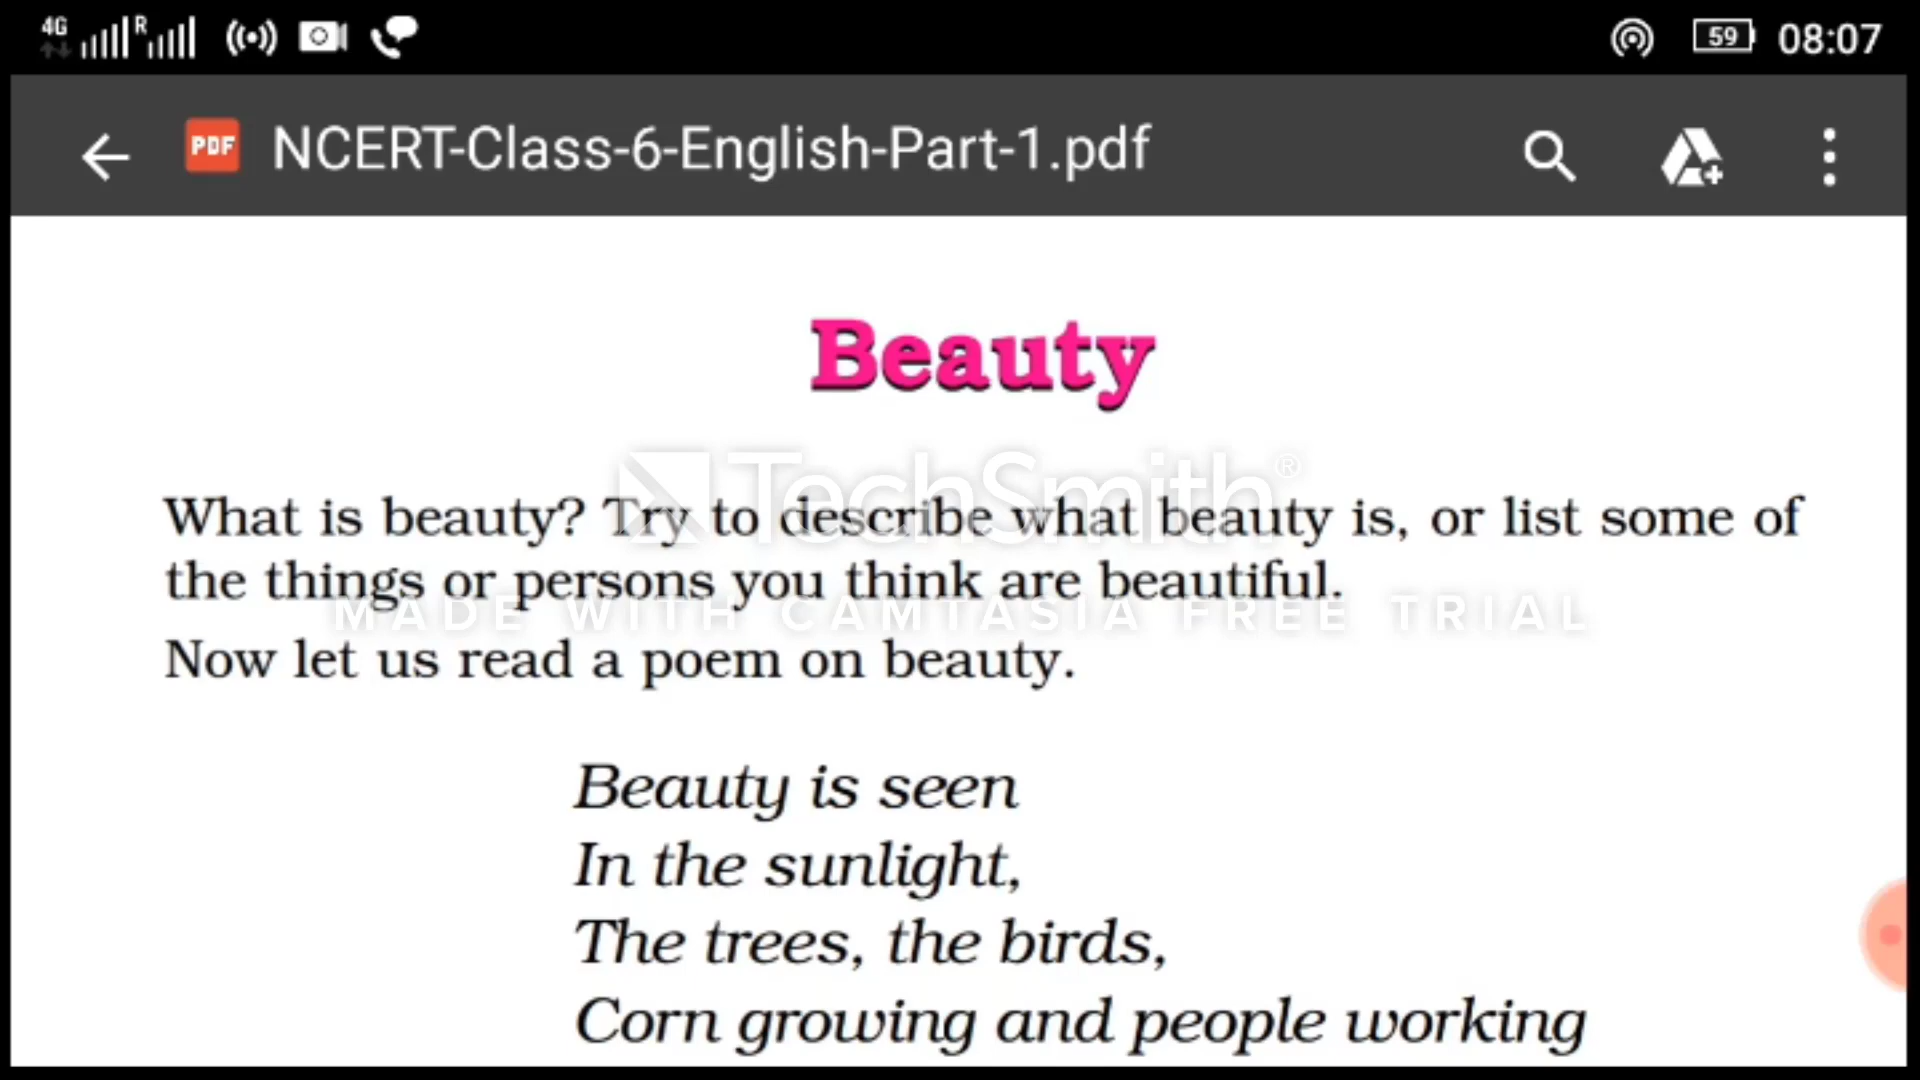 4G R 59 08:07
PDF NCERT-Class-6-English-Part-1.pdf
Beauty
TechSmith®
What is beauty? Try to describe what beauty is, or list some of
the things or persons you think are beautiful.
MADE WITH CAMTASIA FREE TRIAL
Now let us read a poem on beauty.
Beauty is seen
In the sunlight,
The trees, the birds,
Corn growing and people working